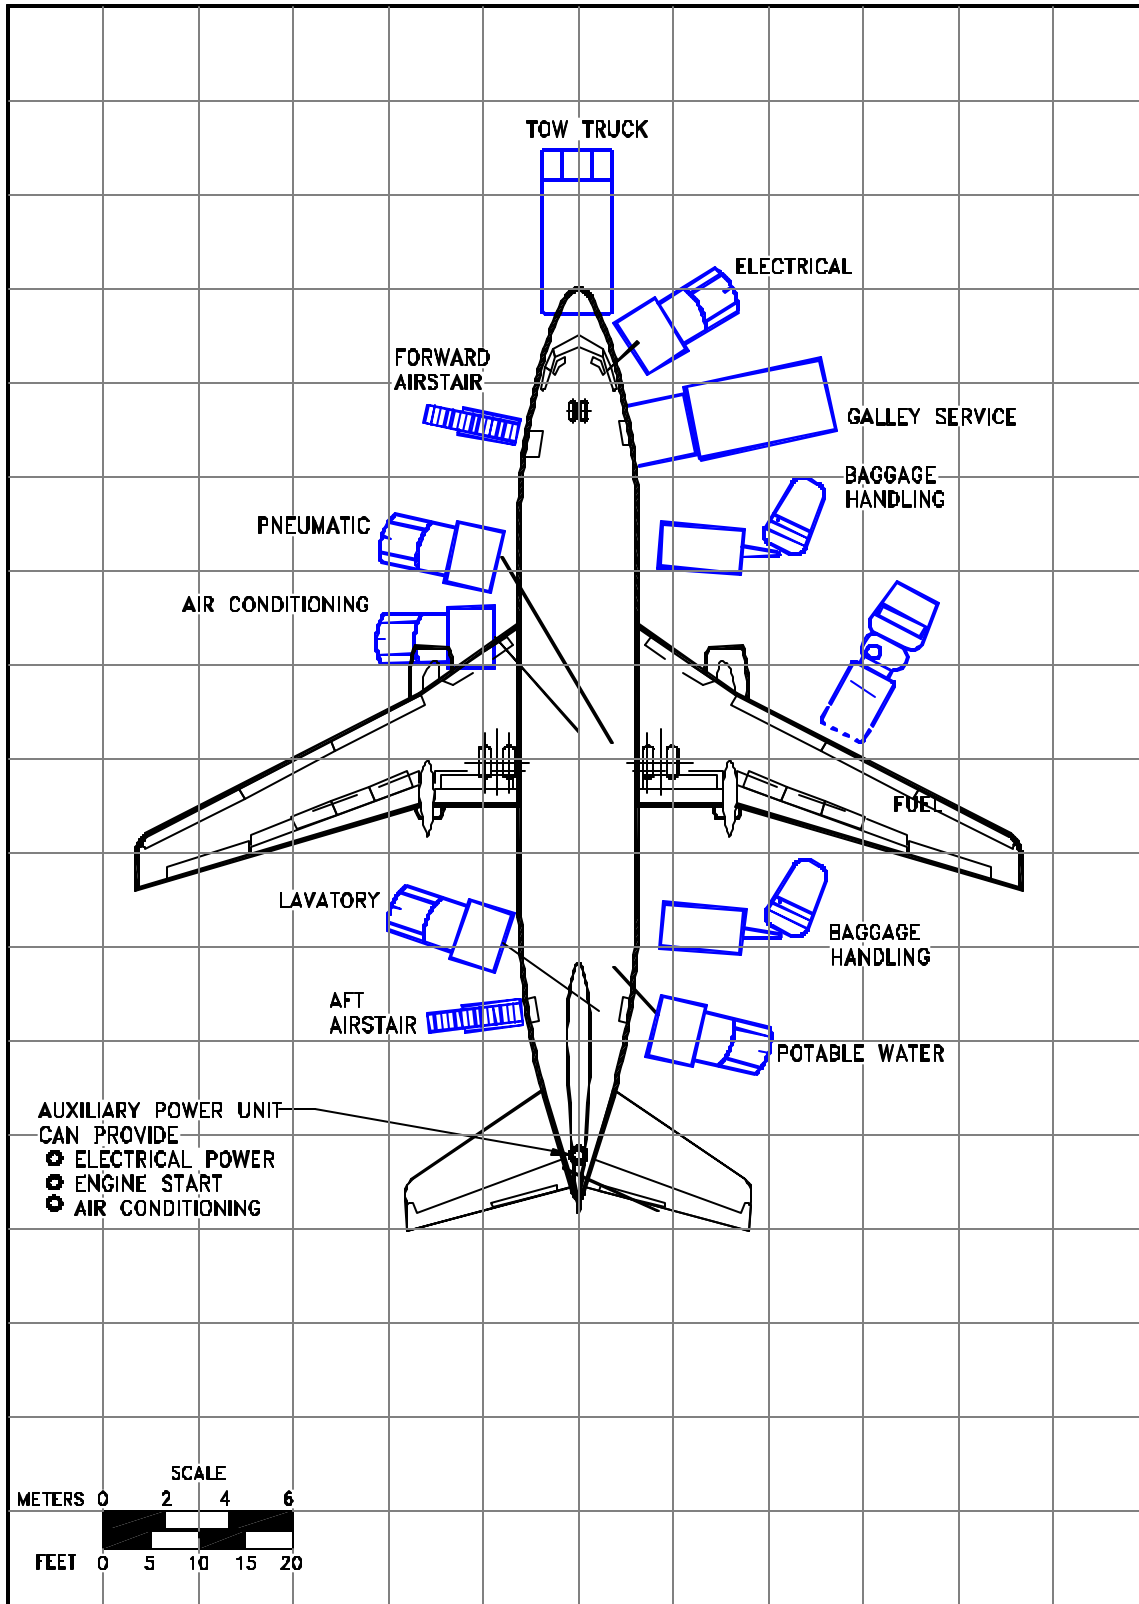 TOW TRUCK
ELECTRICAL
FORWARD
AIRSTAIR
GALLEY SERVICE
BAGGAGE
HANDLING
PNEUMATIC
AIR CONDITIONING
FUEL
LAVATORY
BAGGAGE
HANDLING
AFT
AIRSTAIR
POTABLE WATER
AUXILIARY POWER UNIT
CAN PROVIDE
ELECTRICAL POWER
ENGINE START
AIR CONDITIONING
SCALE
METERS 0 2 4 6
FEET 0 5 10 15 20